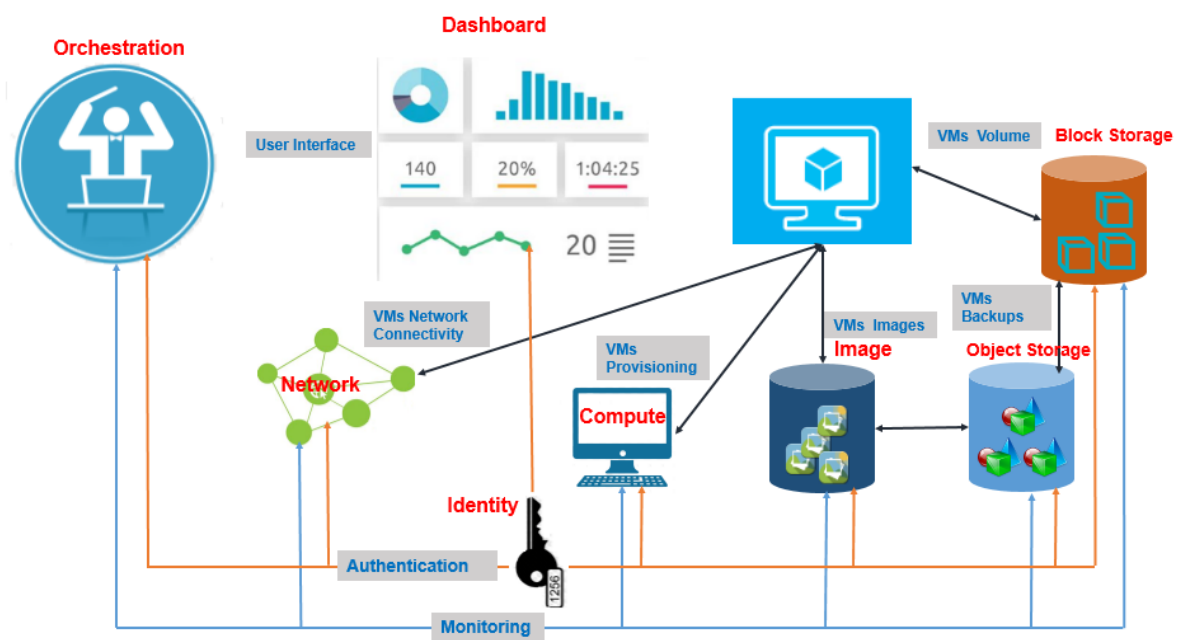 Dashboard
Orchestration
User Interface
140
20%
1:04:25
20
VMs Volume
Block Storage
VMs Network
Connectivity
VMs
Backups
VMs Images
Image
Object Storage
VMs
Provisioning
Network
Compute
Identity
Authentication
1256
Monitoring